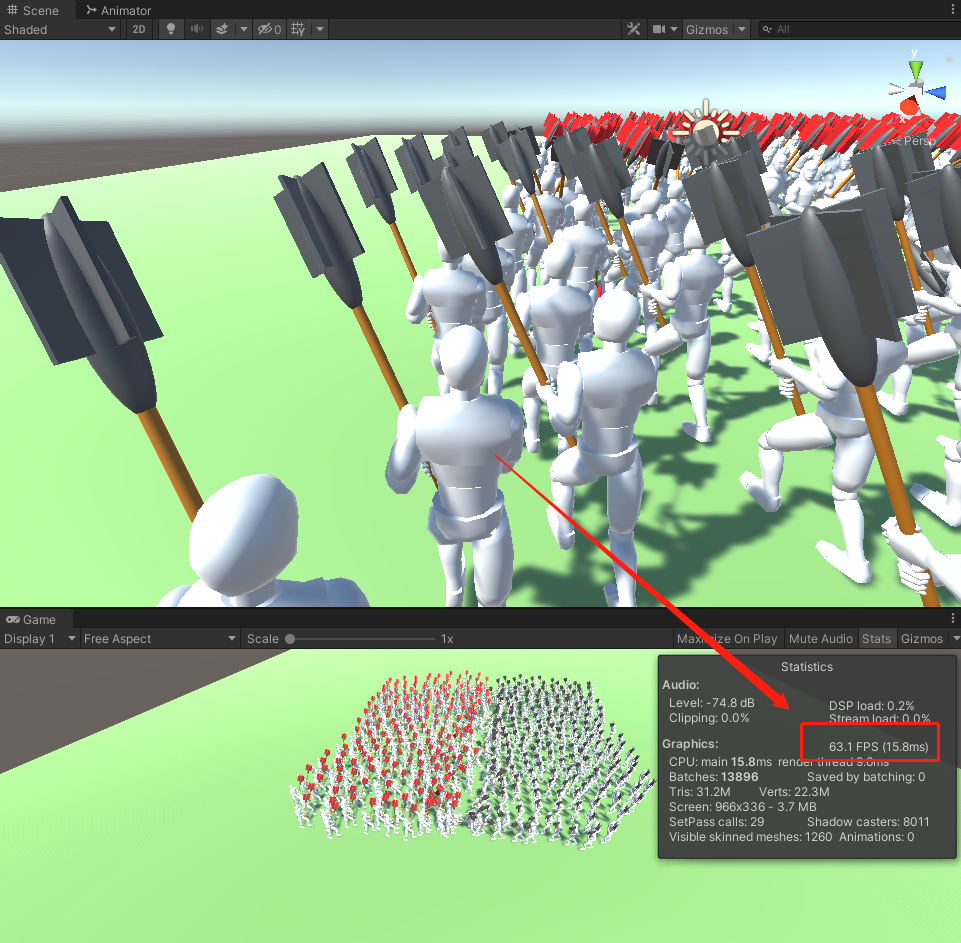 Scene Animator
Shaded 2D 0 Gizmos All
y
Persp
Game
Display 1 Free Aspect Scale 1x Maximize On Play Mute Audio Stats Gizmos
Statistics
Audio:
Level: -74.8 dB DSP load: 0.2%
Clipping: 0.0% Stream load: 0.0%
Graphics: 63.1 FPS (15.8ms)
CPU: main 15.8ms render thread 8.0ms
Batches: 13896 Saved by batching: 0
Tris: 31.2M Verts: 22.3M
Screen: 966x336 - 3.7 MB
SetPass calls: 29 Shadow casters: 8011
Visible skinned meshes: 1260 Animations: 0